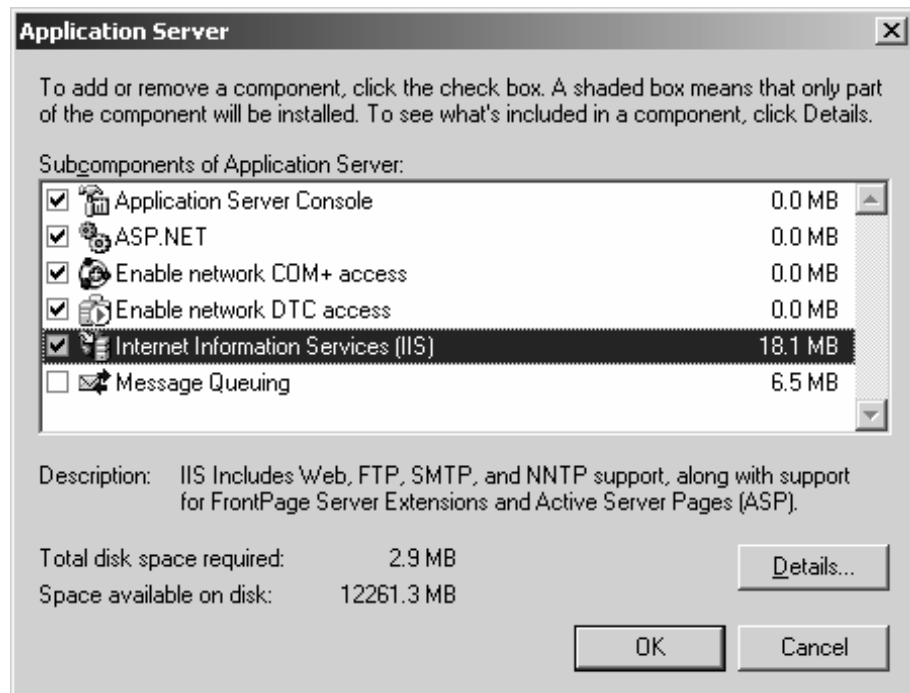 Application Server
To add or remove a component, click the check box. A shaded box means that only part
of the component will be installed. To see what's included in a component, click Details.
Subcomponents of Application Server:
Application Server Console 0.0 MB
ASP.NET 0.0 MB
Enable network COM+ access 0.0 MB
Enable network DTC access 0.0 MB
Internet Information Services (IIS) 18.1 MB
Message Queuing 6.5 MB
Description: IIS Includes Web, FTP, SMTP, and NNTP support, along with support
for FrontPage Server Extensions and Active Server Pages (ASP).
Total disk space required: 2.9 MB
Details...
Space available on disk: 12261.3 MB
OK Cancel